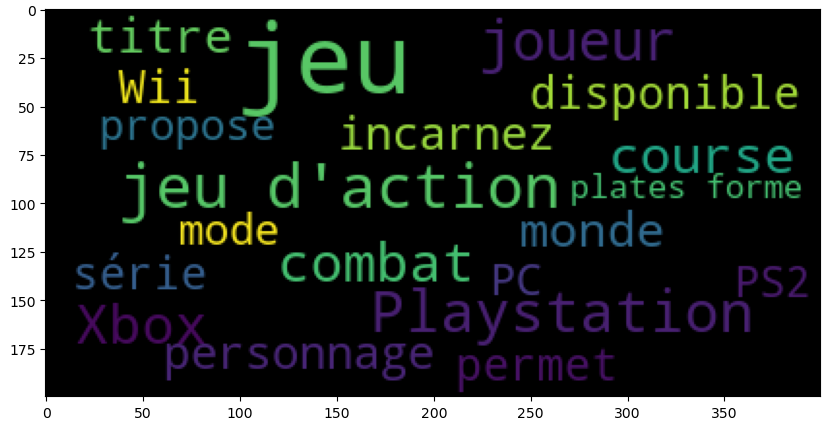 0
25
50
75
100
125
150
175
titre jeu joueur
Wii disponible
propose incarnez
course
jeu d'action plates forme
mode monde
combat
série PC PS2
Playstation
Xbox
personnage permet
0 50 100 150 200 250 300 350